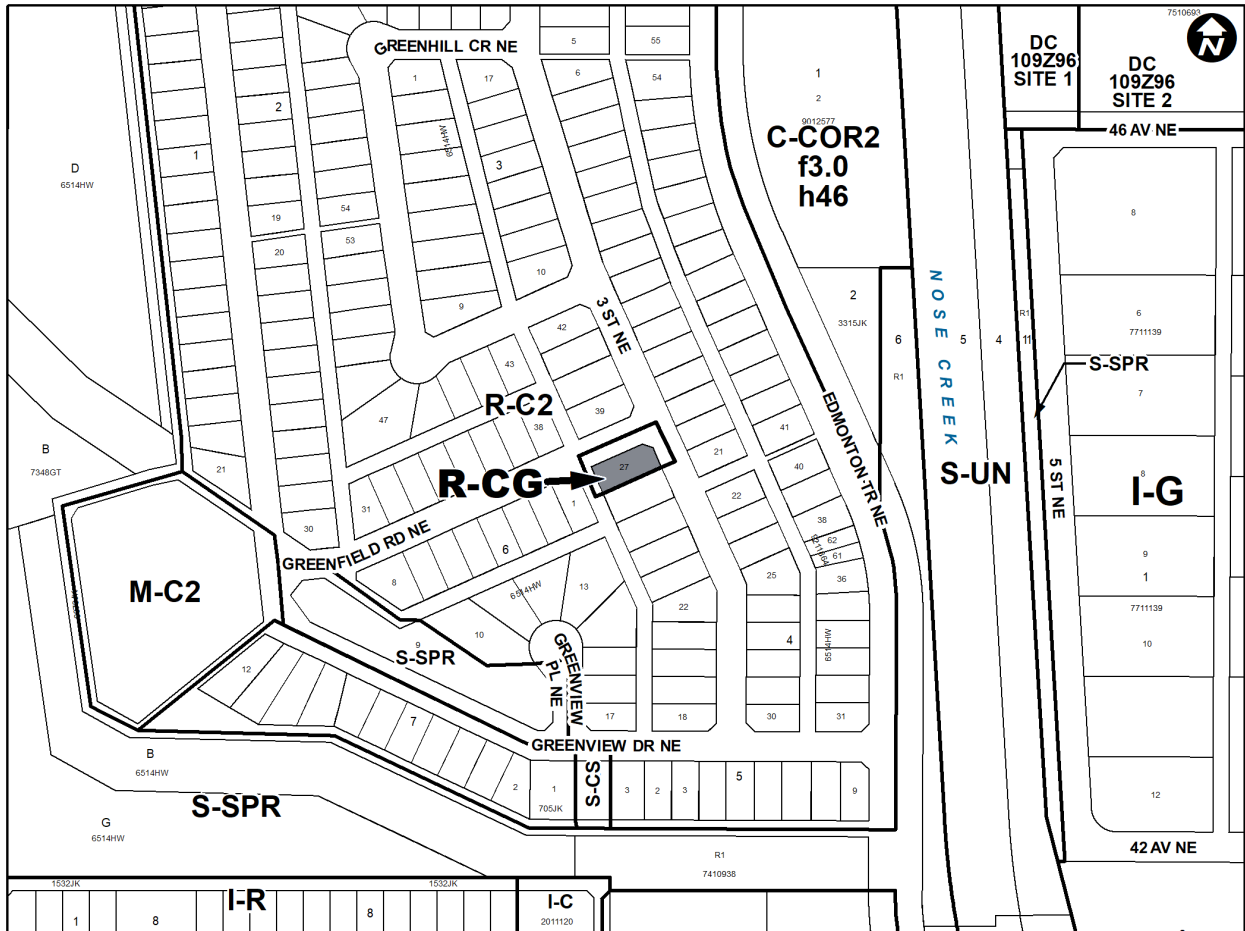 7510693
N
GREENHILL CR NE
5
55
DC
109Z96
SITE 1
DC
109Z96
SITE 2
1
17
6
54
1
2
9012577
2
6514HW
46 AV NE
C-COR2
f3.0
h46
1
3
D
6514HW
54
19
53
20
8
10
9
NOSE CREEK
2
3315JK
6
R1
5
4
R1
11
6
7711139
3 ST NE
42
43
S-SPR
EDMONTON TR NE
7
R-C2
47
39
38
41
B
7348GT
21
21
27
40
R-CG
S-UN
8
I-G
5 ST NE
22
31
1
30
38
62
61
9211464
GREENFIELD RD NE
6
9
36
8
25
1
M-C2
6514HW
13
22
7711139
10
9
GREENVIEW
PL NE
4
6514HW
10
S-SPR
12
7
17
18
30
31
GREENVIEW DR NE
B
6514HW
2
1
705JK
S-CS
3
2
3
5
9
12
S-SPR
G
6514HW
42 AV NE
R1
7410938
1532JK
1532JK
I-R
I-C
2011120
1
8
8